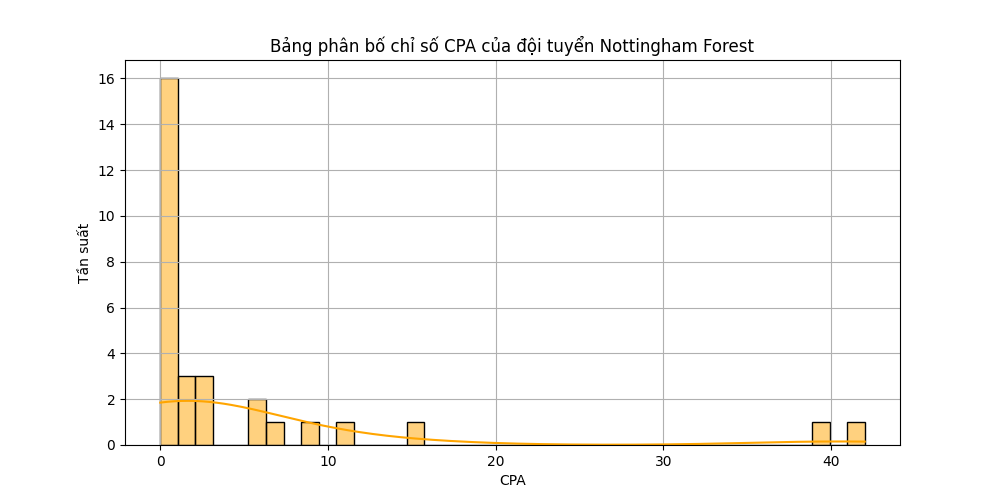 Bảng phân bố chỉ số CPA của đội tuyển Nottingham Forest
Tần suất
16
14
12
10
8
6
4
2
0
0 10 20 30 40
CPA